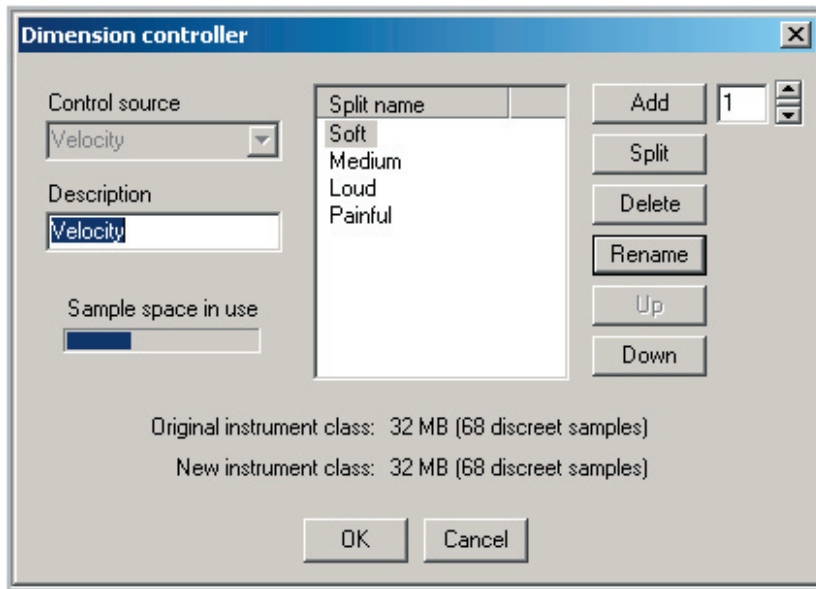 Dimension controller
Control source
Velocity
Description
Velocity
Sample space in use
Split name
Soft
Medium
Loud
Painful
Add
1
Split
Delete
Rename
Up
Down
Original instrument class: 32 MB (68 discreet samples)
New instrument class: 32 MB (68 discreet samples)
OK
Cancel